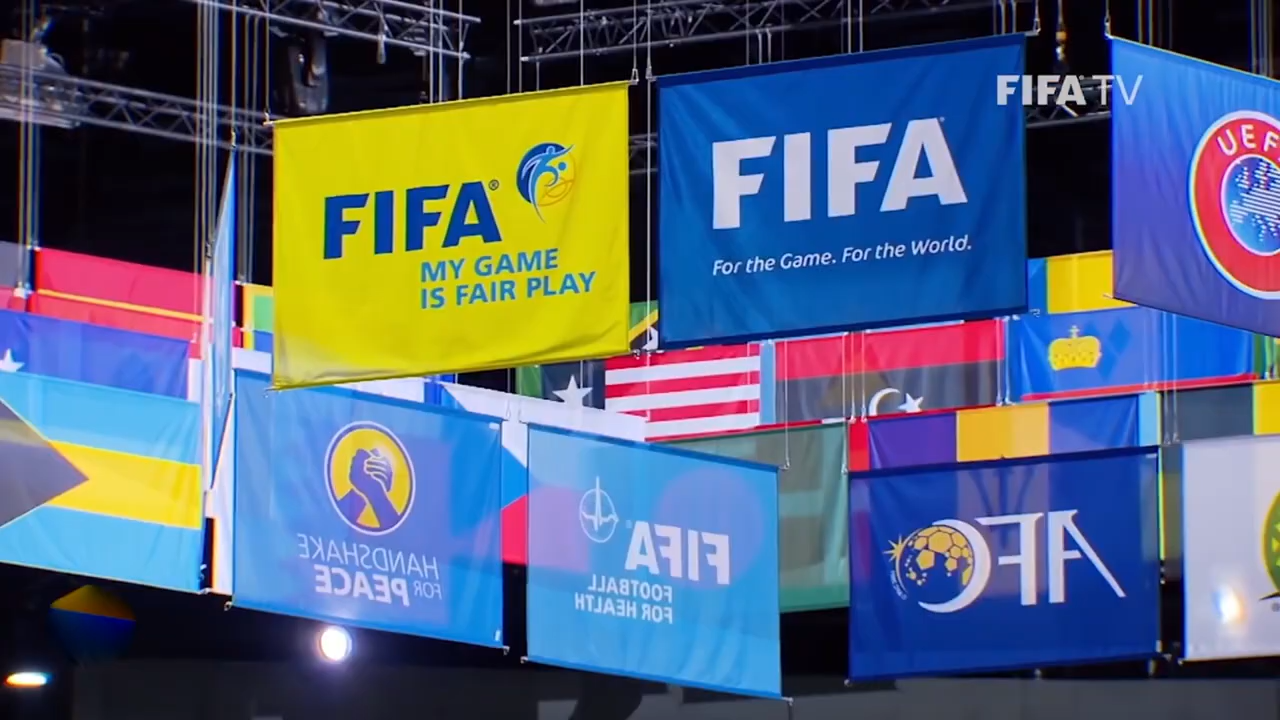 FIFA TV
FIFA®
MY GAME
IS FAIR PLAY
FIFA
For the Game. For the World.
UEF
HANDSHAKE
FOR PEACE
FIFA®
FOOTBALL
FOR HEALTH
AFC